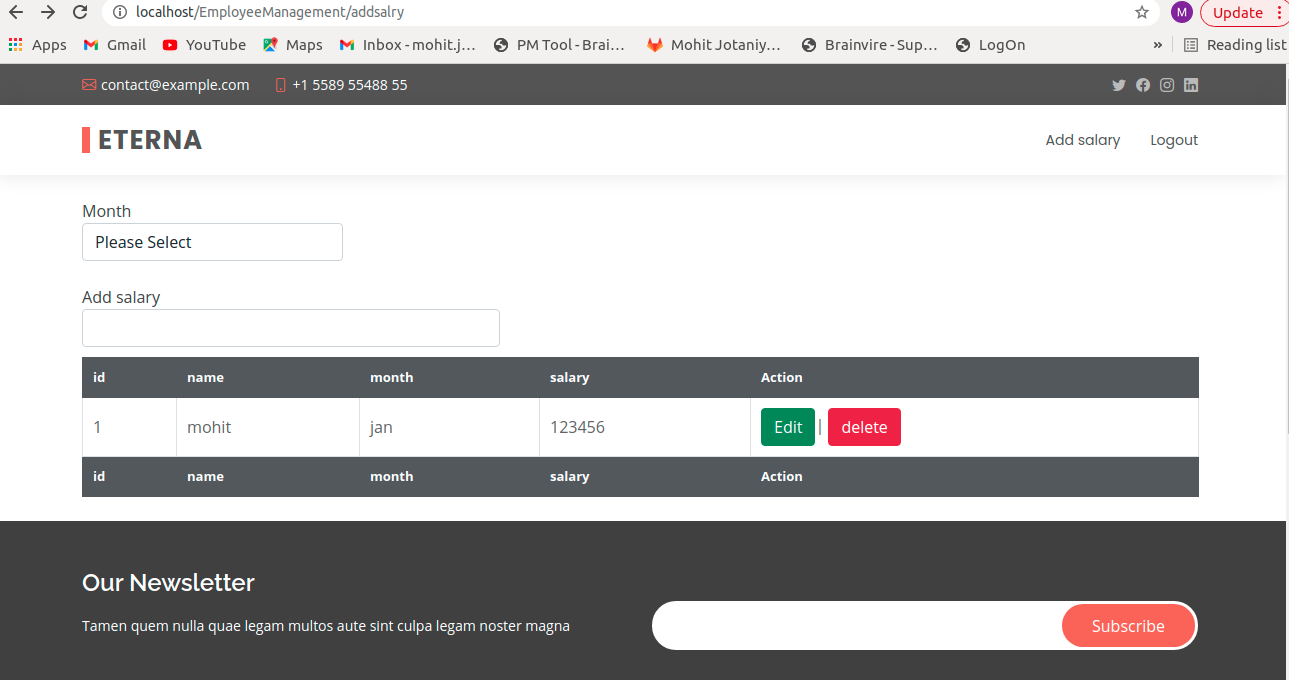 localhost/EmployeeManagement/addsalry
M
Update
Apps Gmail YouTube Maps Inbox - mohit.j... PM Tool - Brai... Mohit Jotaniy... Brainvire - Sup... LogOn » Reading list
contact@example.com +1 5589 55488 55
ETERNA Add salary Logout
Month
Please Select
Add salary
id name month salary Action
1 mohit jan 123456 Edit | delete
id name month salary Action
Our Newsletter
Tamen quem nulla quae legam multos aute sint culpa legam noster magna
Subscribe